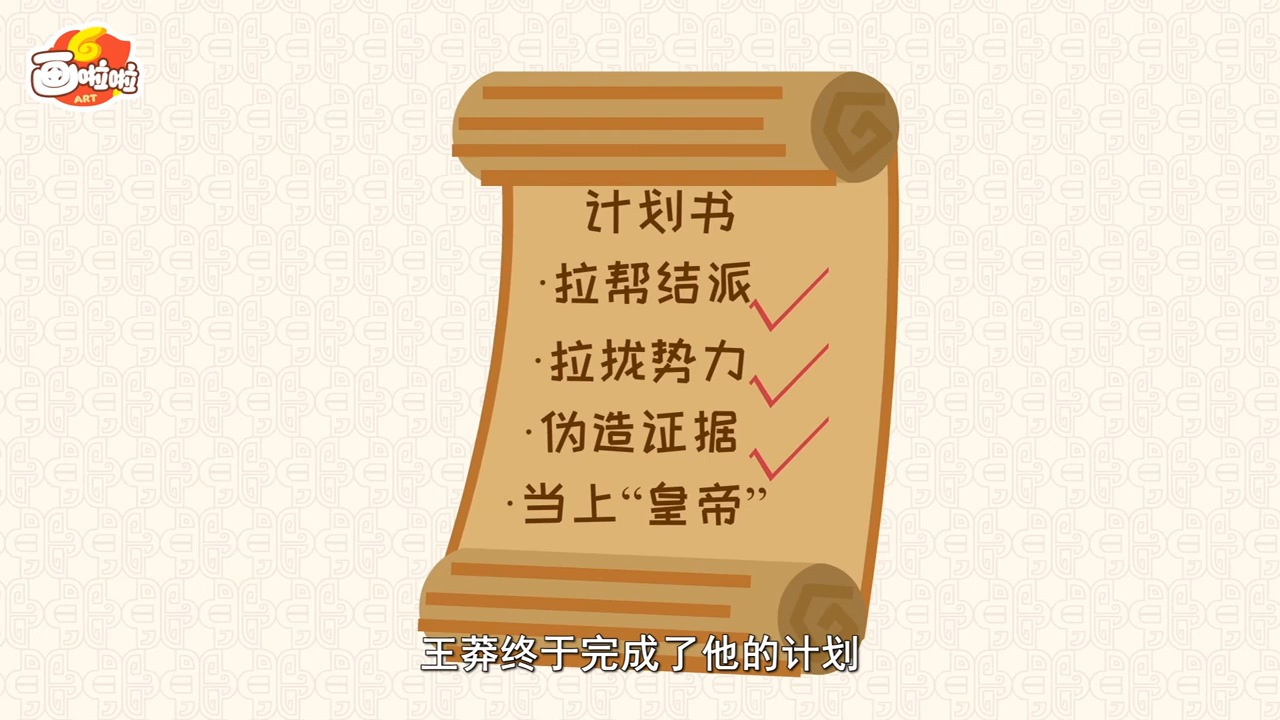 画啦啦
ART
计划书
·拉帮结派
·拉拢势力
·伪造证据
·当上“皇帝”
王莽终于完成了他的计划